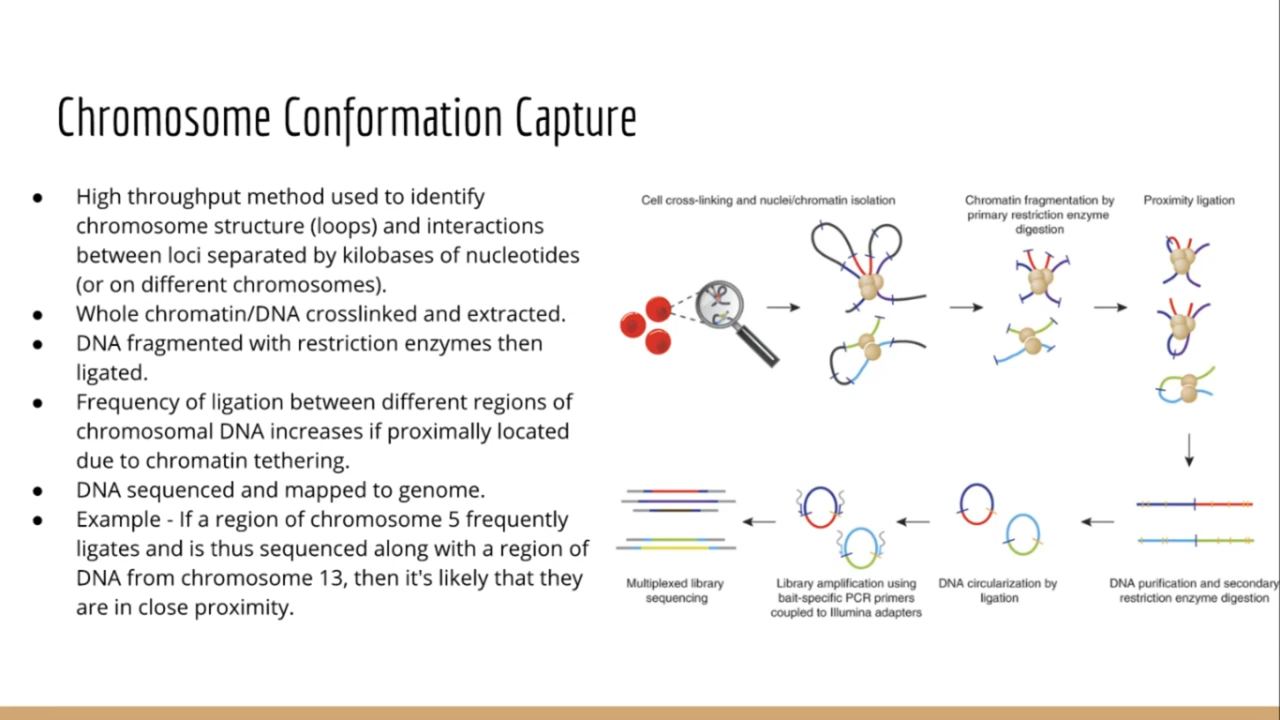 Chromosome Conformation Capture
● High throughput method used to identify
chromosome structure (loops) and interactions
between loci separated by kilobases of nucleotides
(or on different chromosomes).
● Whole chromatin/DNA crosslinked and extracted.
● DNA fragmented with restriction enzymes then
ligated.
● Frequency of ligation between different regions of
chromosomal DNA increases if proximally located
due to chromatin tethering.
● DNA sequenced and mapped to genome.
● Example - If a region of chromosome 5 frequently
ligates and is thus sequenced along with a region of
DNA from chromosome 13, then it's likely that they
are in close proximity.
Cell cross-linking and nuclei/chromatin isolation
Chromatin fragmentation by
primary restriction enzyme
digestion
Proximity ligation
Multiplexed library
sequencing
Library amplification using
bait-specific PCR primers
coupled to Illumina adapters
DNA circularization by
ligation
DNA purification and secondary
restriction enzyme digestion